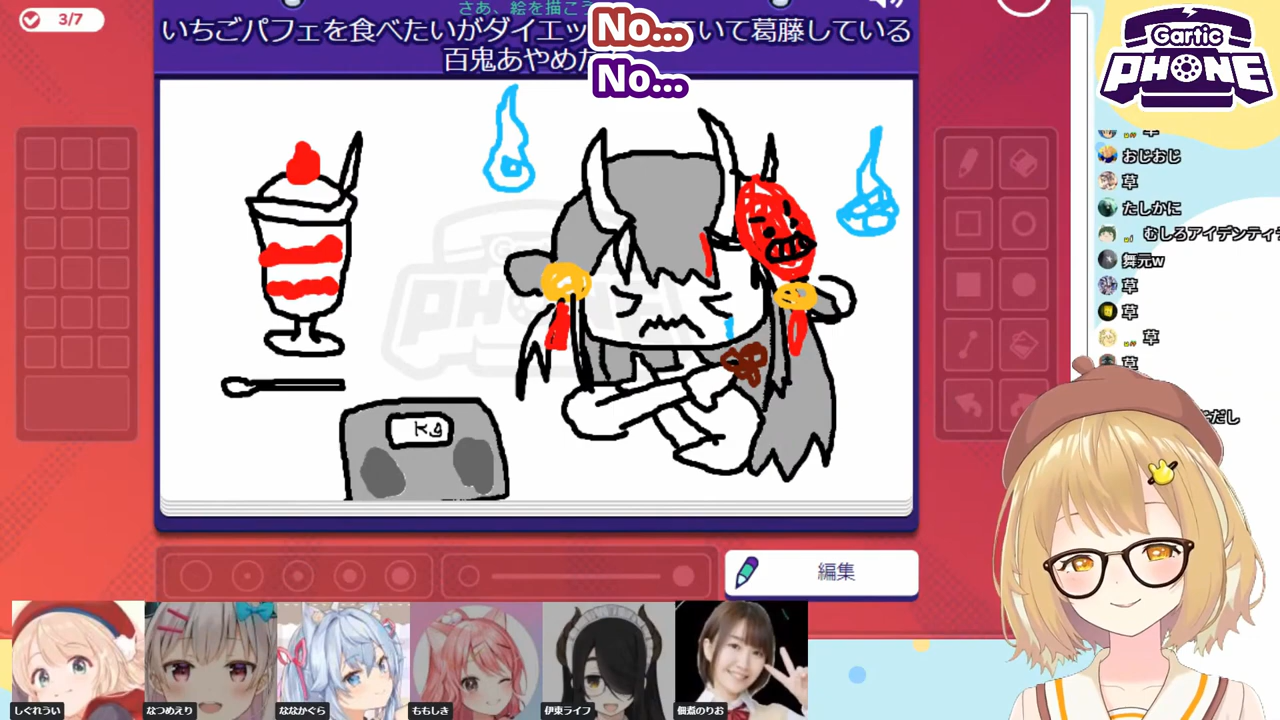 3/7
さあ、絵を描こう
いちごパフェを食べたいがダイエッ
ていて葛藤している
百鬼あやめ
No...
No...
Gartic
PHONE
草
おじおじ
草
たしかに
むしろアイデンティテ
舞元w
草
草
草
草
だし
KG
編集
しぐれうい
なつめえり
ななかぐら
ももしき
伊東ライフ
佃煮のりお